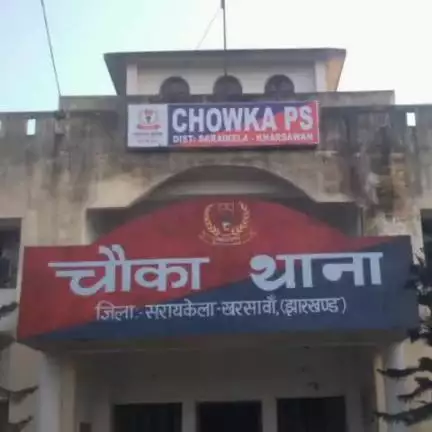 CHOWKA PS
DIST: SARAIKELA - KHARSAWAN
चौका थाना
जिला:- सरायकेला-खरसावाँ,(झारखण्ड)